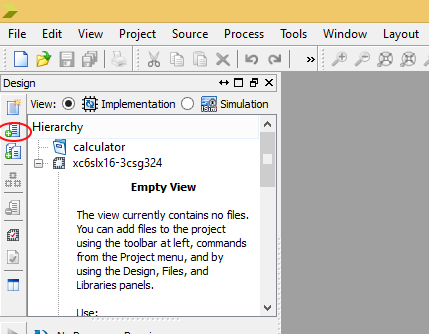 File Edit View Project Source Process Tools Window Layout
»
Design
View: Implementation Simulation
Hierarchy
calculator
xc6slx16-3csg324
Empty View
The view currently contains no files.
You can add files to the project
using the toolbar at left, commands
from the Project menu, and by
using the Design, Files, and
Libraries panels.
Use: